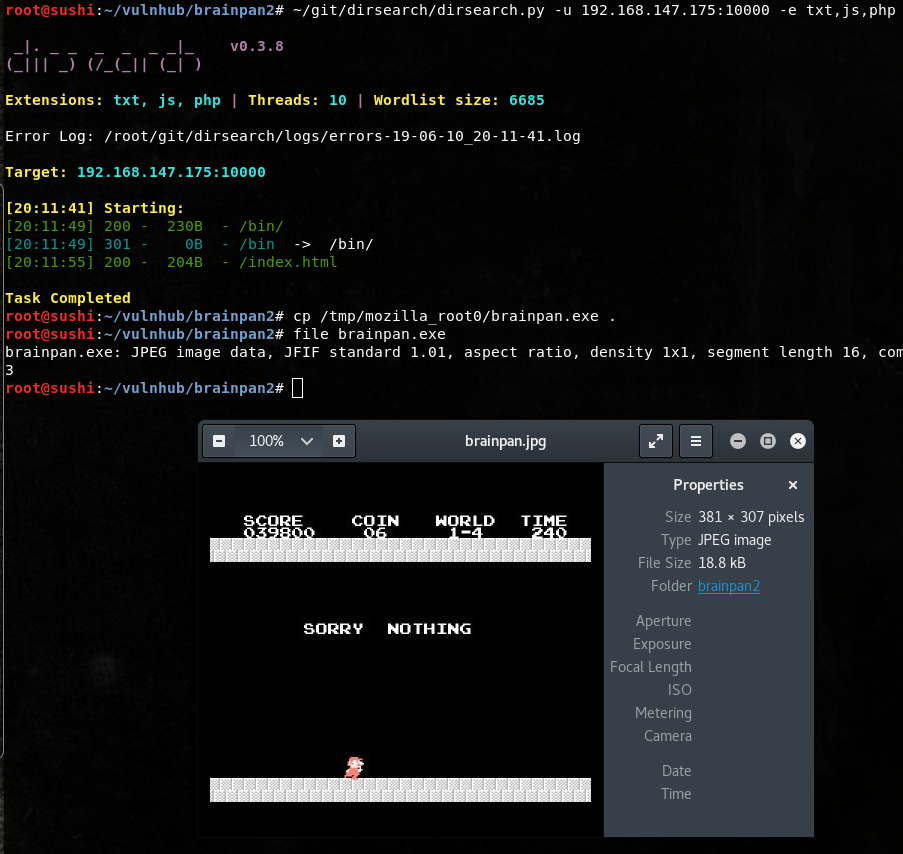 root@sushi:~/vulnhub/brainpan2# ~/git/dirsearch/dirsearch.py -u 192.168.147.175:10000 -e txt,js,php
 _|. _ _  _  _  _ _|_    v0.3.8
(_||| _) (/_(_|| (_| )
Extensions: txt, js, php | Threads: 10 | Wordlist size: 6685
Error Log: /root/git/dirsearch/logs/errors-19-06-10_20-11-41.log
Target: 192.168.147.175:10000
[20:11:41] Starting:
[20:11:49] 200 -  230B  - /bin/
[20:11:49] 301 -    0B  - /bin  ->  /bin/
[20:11:55] 200 -  204B  - /index.html
Task Completed
root@sushi:~/vulnhub/brainpan2# cp /tmp/mozilla_root0/brainpan.exe .
root@sushi:~/vulnhub/brainpan2# file brainpan.exe
brainpan.exe: JPEG image data, JFIF standard 1.01, aspect ratio, density 1x1, segment length 16, com
3
root@sushi:~/vulnhub/brainpan2#
100%
brainpan.jpg
SCORE COIN WORLD TIME
039800 06 1-4 240
SORRY NOTHING
Properties
Size 381 × 307 pixels
Type JPEG image
File Size 18.8 kB
Folder brainpan2
Aperture
Exposure
Focal Length
ISO
Metering
Camera
Date
Time